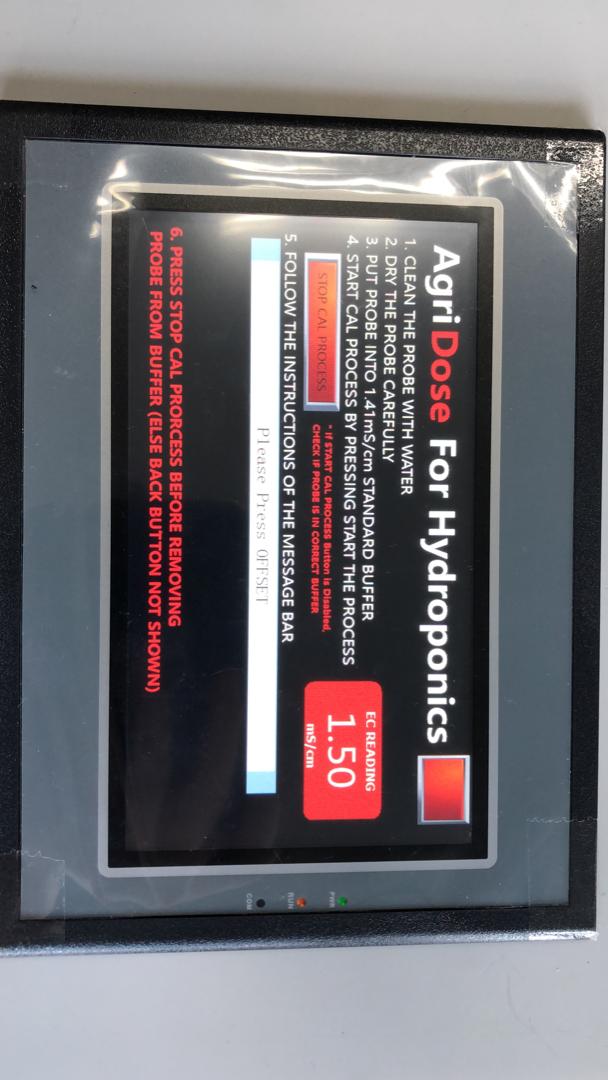 AgriDose For Hydroponics
1. CLEAN THE PROBE WITH WATER
2. DRY THE PROBE CAREFULLY
3. PUT PROBE INTO 1.41mS/cm STANDARD BUFFER
4. START CAL PROCESS BY PRESSING START THE PROCESS
EC READING
1.50
mS/cm
STOP CAL PROCESS
* If START CAL PROCESS Button is Disabled,
CHECK IF PROBE IS IN CORRECT BUFFER
5. FOLLOW THE INSTRUCTIONS OF THE MESSAGE BAR
Please Press OFFSET
6. PRESS STOP CAL PRORCESS BEFORE REMOVING
PROBE FROM BUFFER (ELSE BACK BUTTON NOT SHOWN)
PWR
RUN
COM